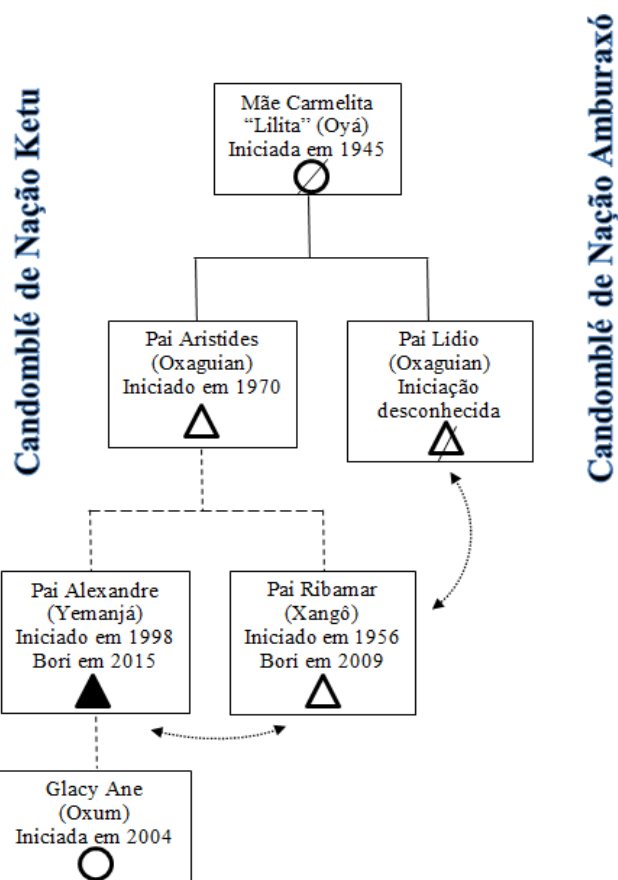 Candomblé de Nação Ketu
Candomblé de Nação Amburaxó
Mãe Carmelita
“Lilita” (Oyá)
Iniciada em 1945
Pai Aristides
(Oxaguian)
Iniciado em 1970
Pai Lidio
(Oxaguian)
Iniciação
desconhecida
Pai Alexandre
(Yemanjá)
Iniciado em 1998
Bori em 2015
Pai Ribamar
(Xangô)
Iniciado em 1956
Bori em 2009
Glacy Ane
(Oxum)
Iniciada em 2004